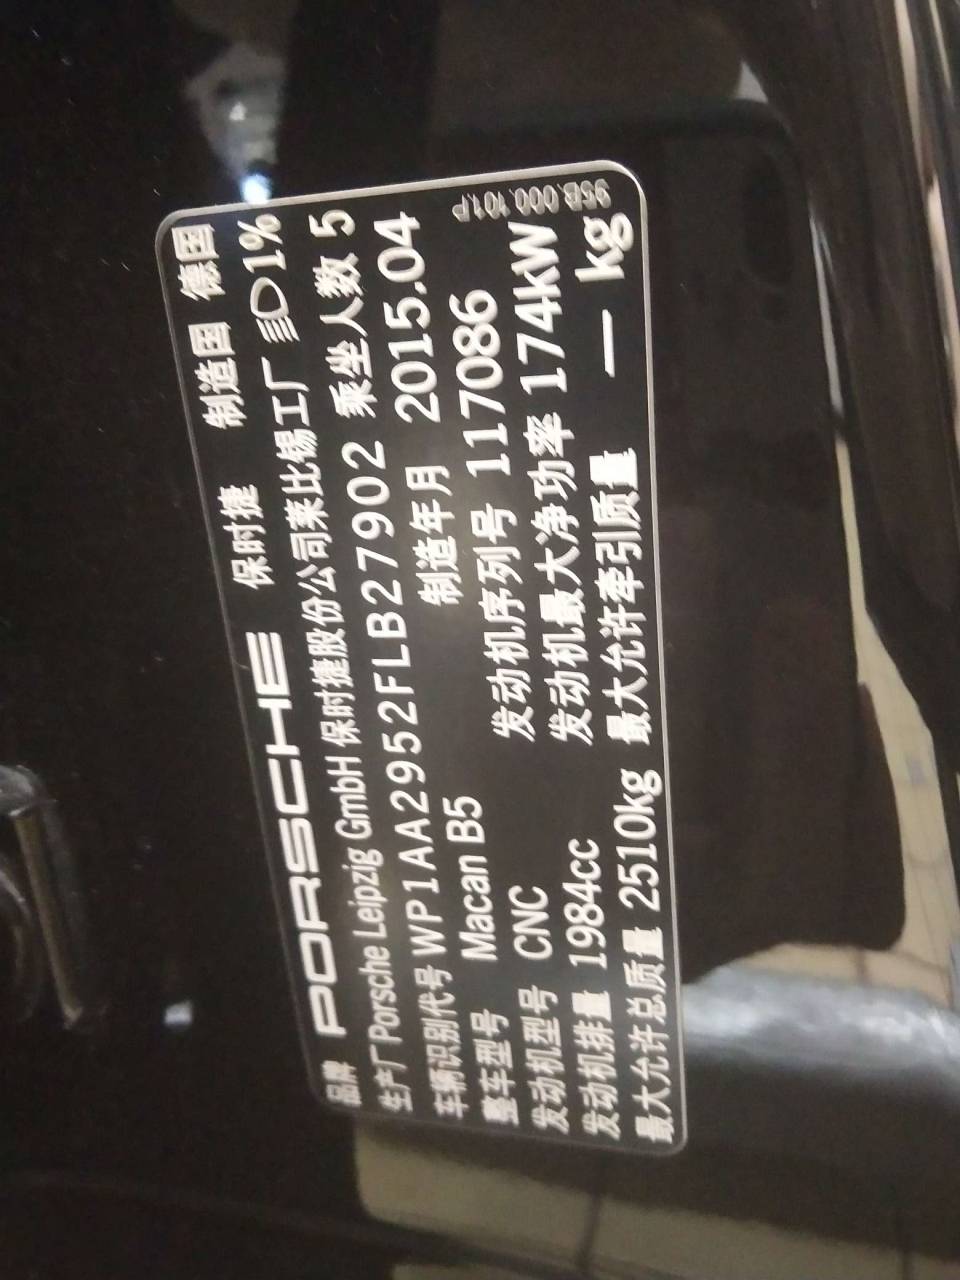 品牌 PORSCHE 保时捷 制造国 德国
生产厂 Porsche Leipzig GmbH 保时捷股份公司莱比锡工厂 1%
车辆识别代号 WP1AA2952FLB27902 乘坐人数 5
整车型号 Macan B5 制造年月 2015.04
发动机型号 CNC 发动机序列号 117086
发动机排量 1984cc 发动机最大净功率 174kW
最大允许总质量 2510kg 最大允许牵引质量 — kg
95B.000.101.P